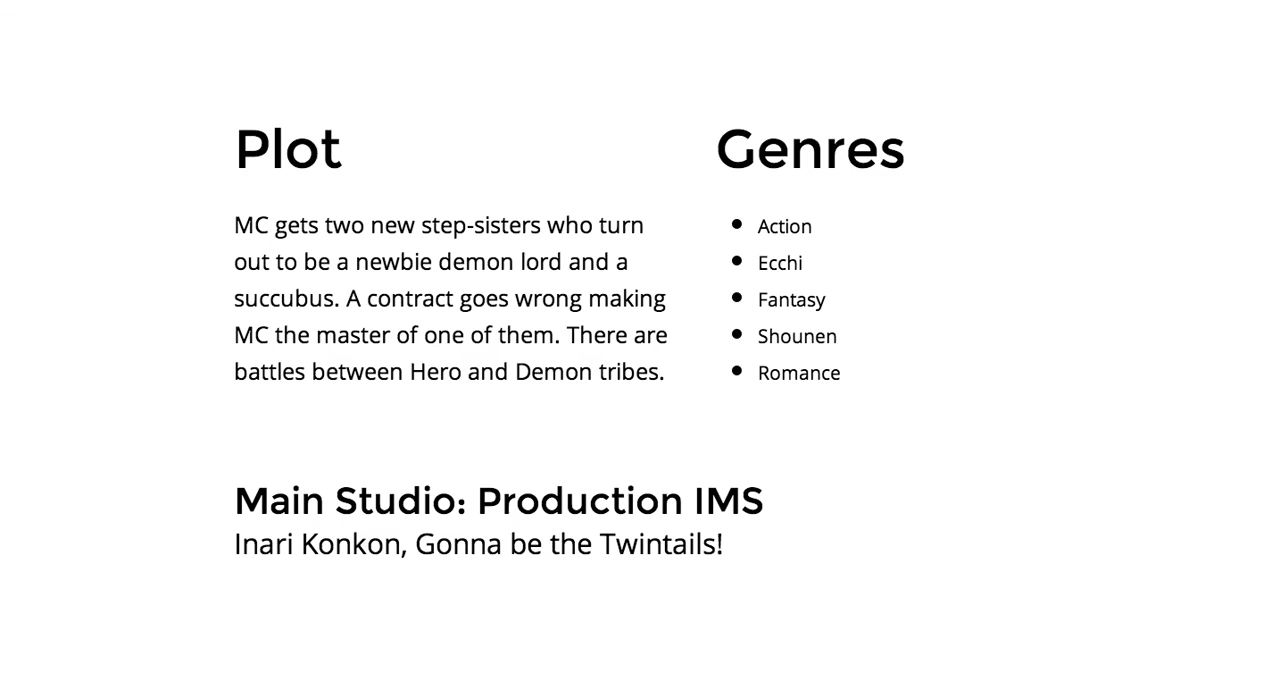 Plot
MC gets two new step-sisters who turn
out to be a newbie demon lord and a
succubus. A contract goes wrong making
MC the master of one of them. There are
battles between Hero and Demon tribes.
Genres
• Action
• Ecchi
• Fantasy
• Shounen
• Romance
Main Studio: Production IMS
Inari Konkon, Gonna be the Twintails!